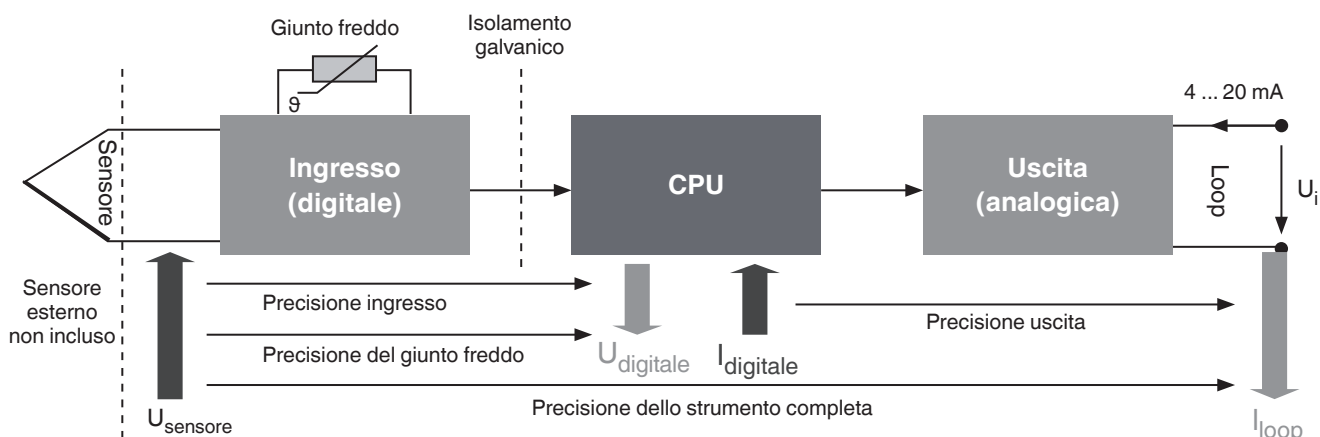 Giunto freddo
Isolamento
galvanico
ϑ
4 ... 20 mA
Sensore
Ingresso
(digitale)
CPU
Uscita
(analogica)
Loop
Ui
Sensore
esterno
non incluso
Precisione ingresso
Precisione uscita
Precisione del giunto freddo
Udigitale
Idigitale
Precisione dello strumento completa
Usensore
Iloop